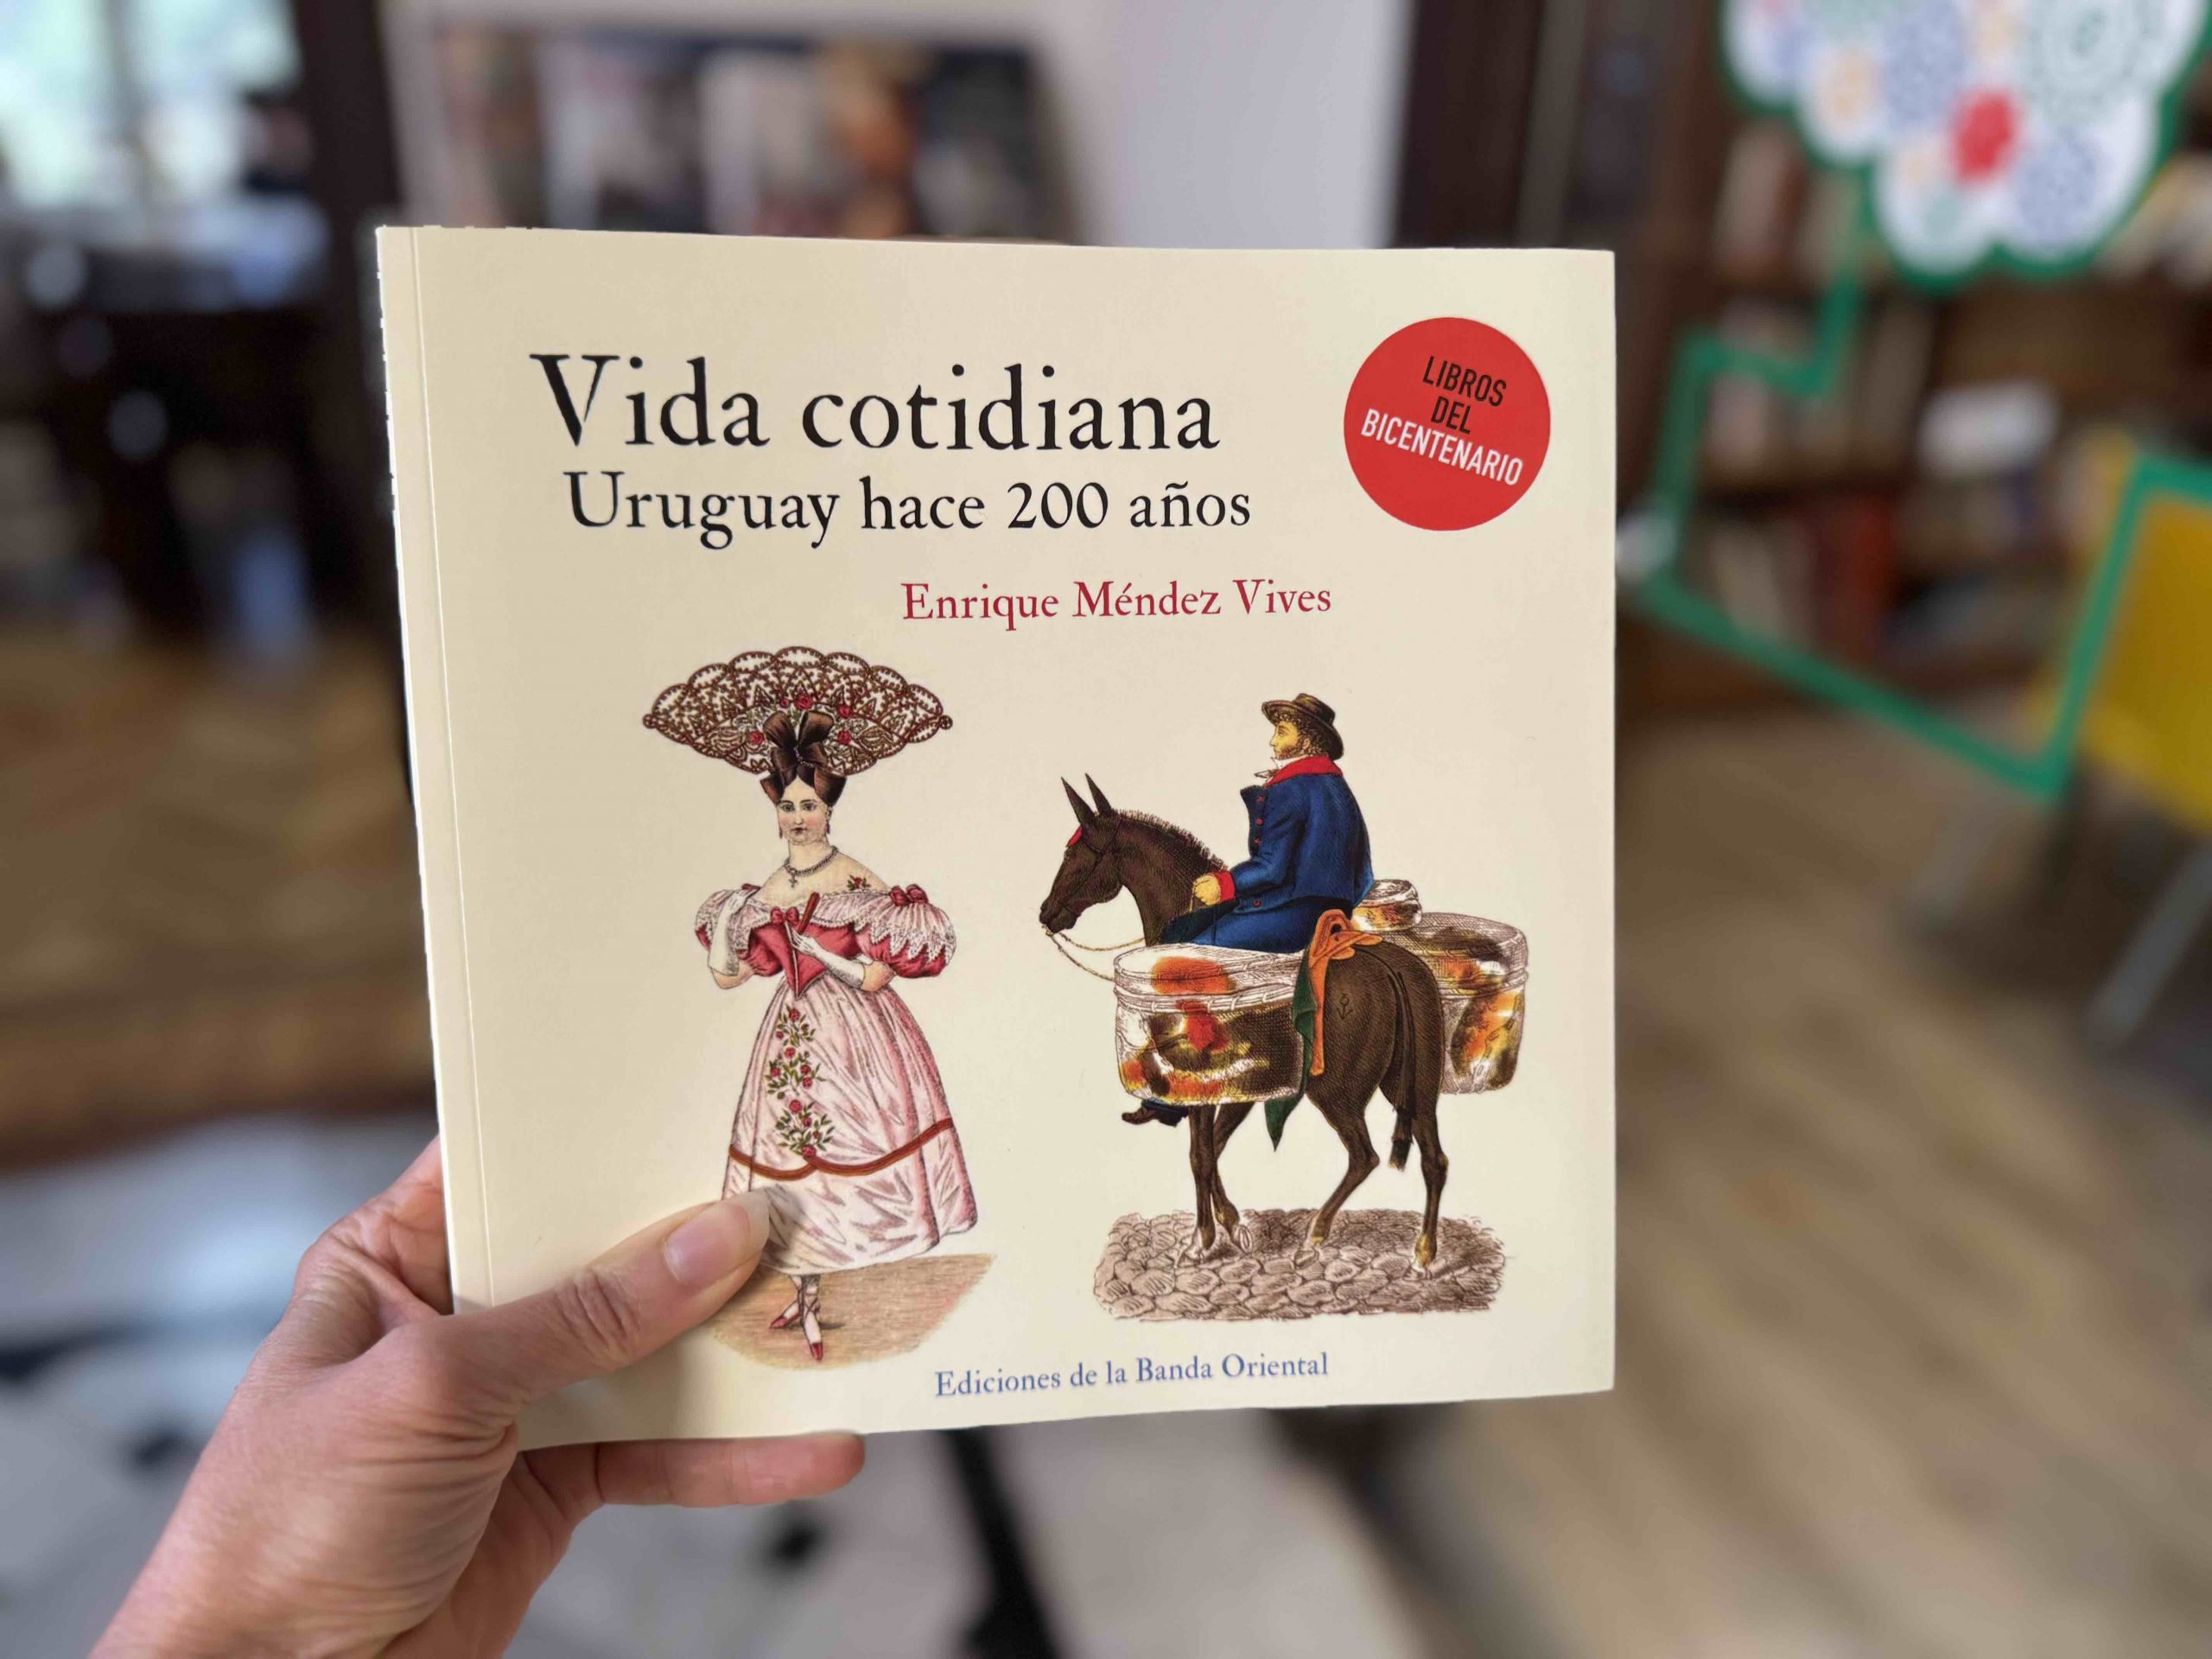 Vida cotidiana
Uruguay hace 200 años
Enrique Méndez Vives
LIBROS
DEL
BICENTENARIO
Ediciones de la Banda Oriental